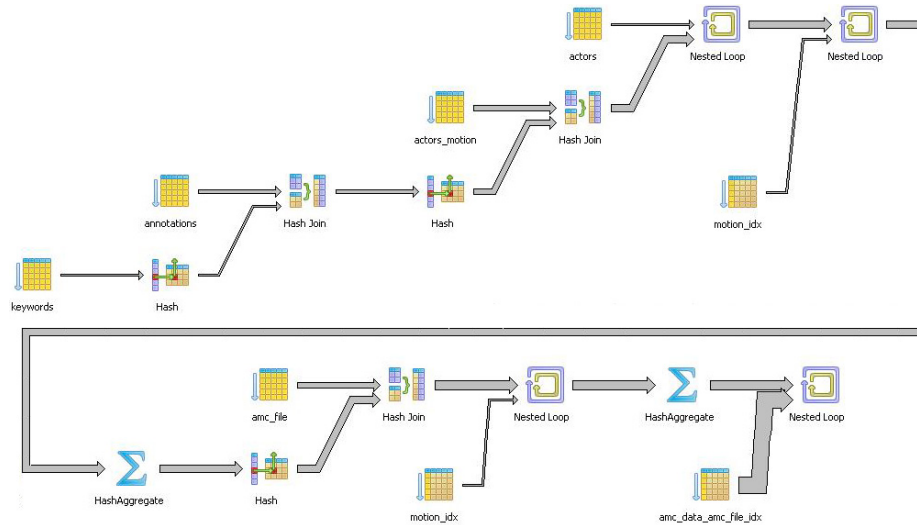 actors
Nested Loop
Nested Loop
actors_motion
Hash Join
annotations
Hash Join
Hash
motion_idx
keywords
Hash
amc_file
Hash Join
Nested Loop
HashAggregate
Nested Loop
HashAggregate
Hash
motion_idx
amc_data_amc_file_idx